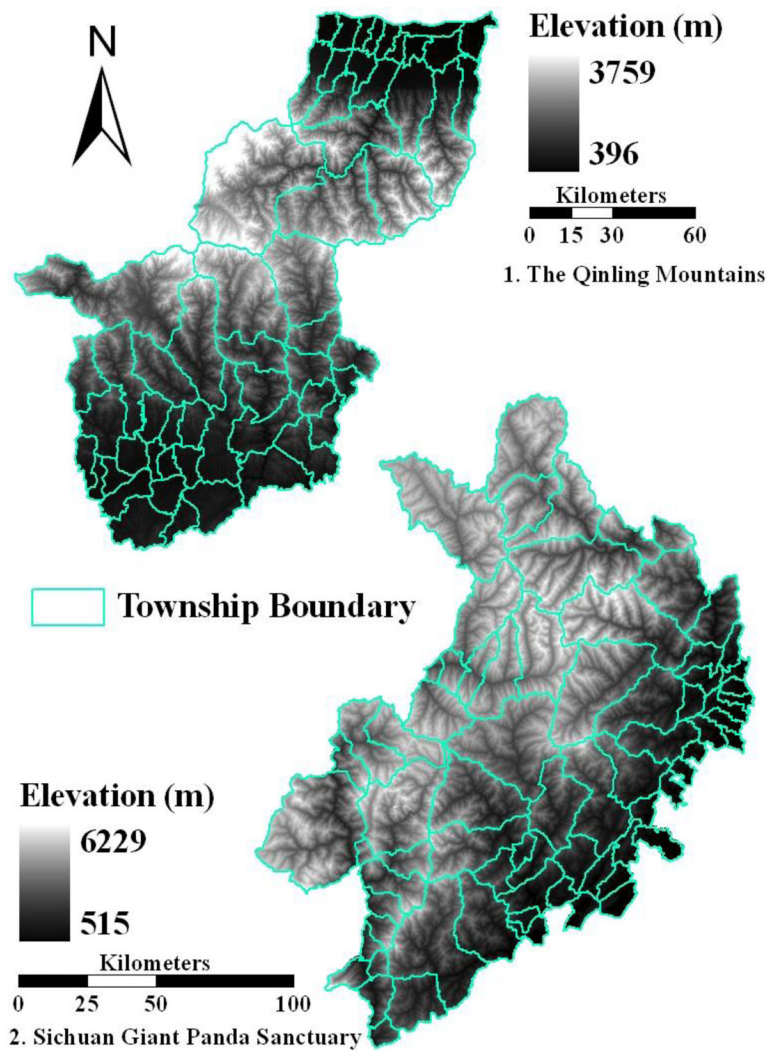 N
Elevation (m)
3759
396
Kilometers
0 15 30 60
1. The Qinling Mountains
Township Boundary
Elevation (m)
6229
515
Kilometers
0 25 50 100
2. Sichuan Giant Panda Sanctuary